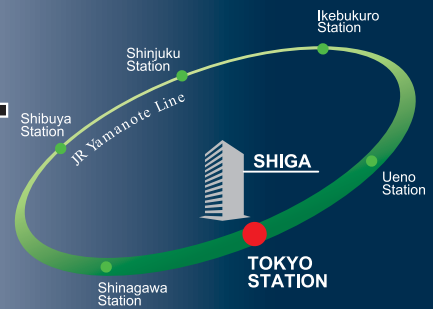 Ikebukuro
Station
Shinjuku
Station
Shibuya
Station
JR Yamanote Line
SHIGA
Ueno
Station
TOKYO
STATION
Shinagawa
Station